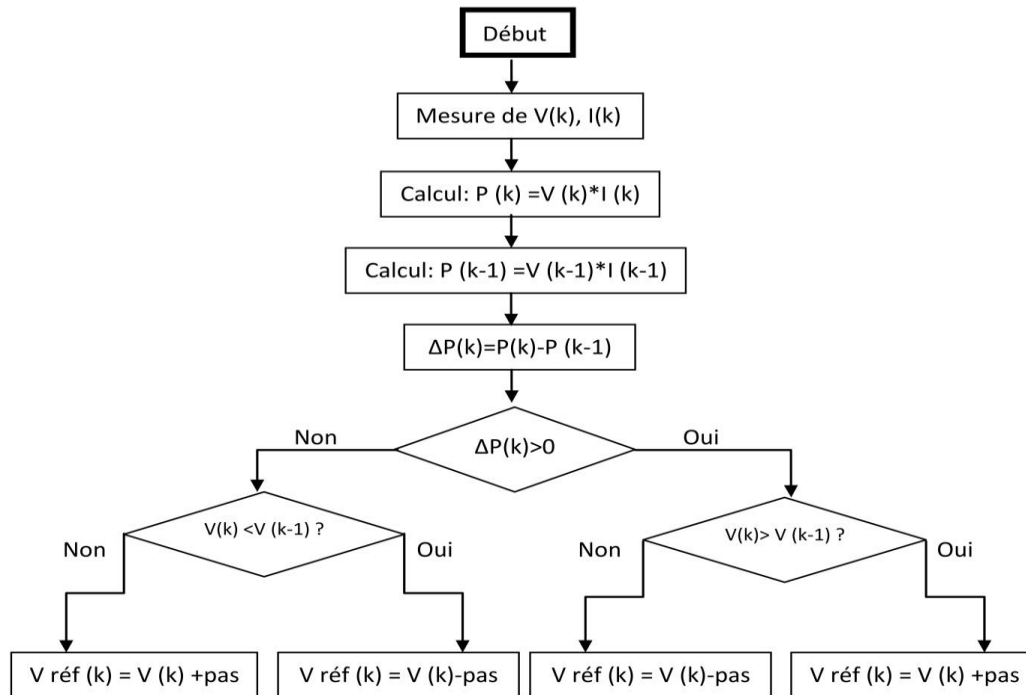 Début
Mesure de V(k), I(k)
Calcul: P (k) =V (k)*I (k)
Calcul: P (k-1) =V (k-1)*I (k-1)
ΔP(k)=P(k)-P (k-1)
Non
ΔP(k)>0
Oui
V(k) <V (k-1) ?
V(k)> V (k-1) ?
Non
Oui
Non
Oui
V réf (k) = V (k) +pas
V réf (k) = V (k)-pas
V réf (k) = V (k)-pas
V réf (k) = V (k) +pas